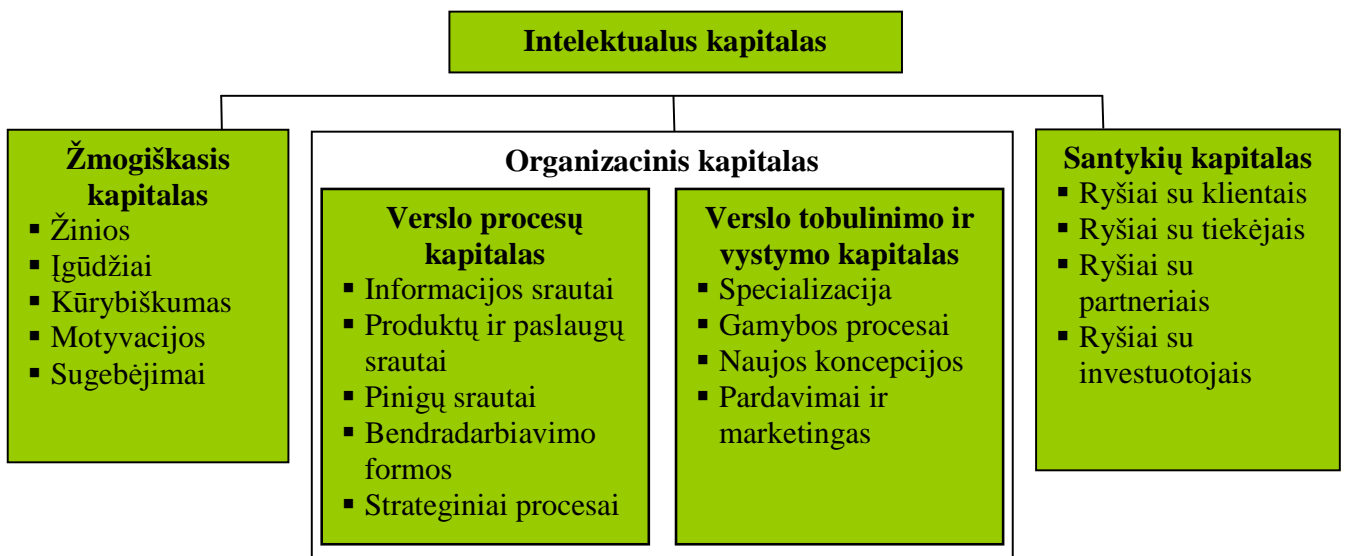 Intelektualus kapitalas
Žmogiškasis
kapitalas
▪ Žinios
▪ Įgūdžiai
▪ Kūrybiškumas
▪ Motyvacijos
▪ Sugebėjimai
Organizacinis kapitalas
Verslo procesų
kapitalas
▪ Informacijos srautai
▪ Produktų ir paslaugų
srautai
▪ Pinigų srautai
▪ Bendradarbiavimo
formos
▪ Strateginiai procesai
Verslo tobulinimo ir
vystymo kapitalas
▪ Specializacija
▪ Gamybos procesai
▪ Naujos koncepcijos
▪ Pardavimai ir
marketingas
Santykių kapitalas
▪ Ryšiai su klientais
▪ Ryšiai su tiekėjais
▪ Ryšiai su
partneriais
▪ Ryšiai su
investuotojais